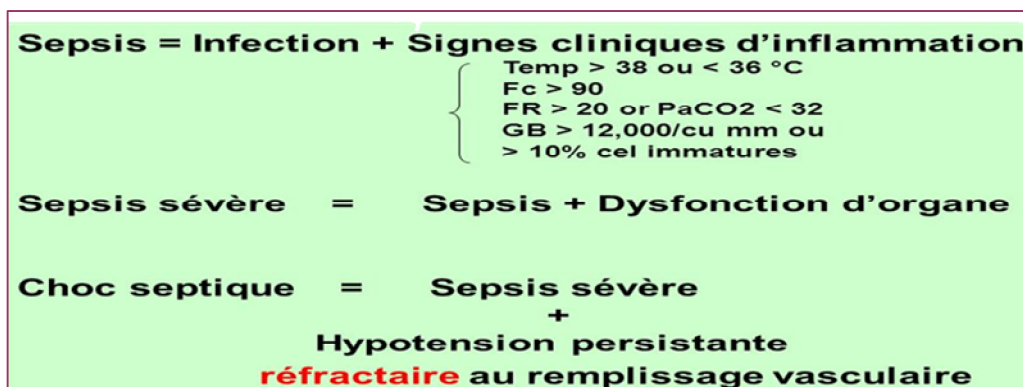 Sepsis = Infection + Signes cliniques d'inflammation
Temp > 38 ou < 36 °C
Fc > 90
FR > 20 or PaCO2 < 32
GB > 12,000/cu mm ou
> 10% cel immatures
Sepsis sévère = Sepsis + Dysfonction d'organe
Choc septique = Sepsis sévère
+
Hypotension persistante
réfractaire au remplissage vasculaire